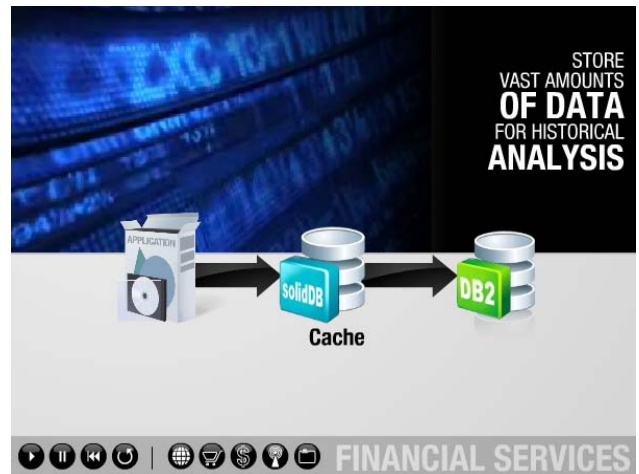 STORE
VAST AMOUNTS
OF DATA
FOR HISTORICAL
ANALYSIS
APPLICATION
solidDB
DB2
Cache
FINANCIAL SERVICES